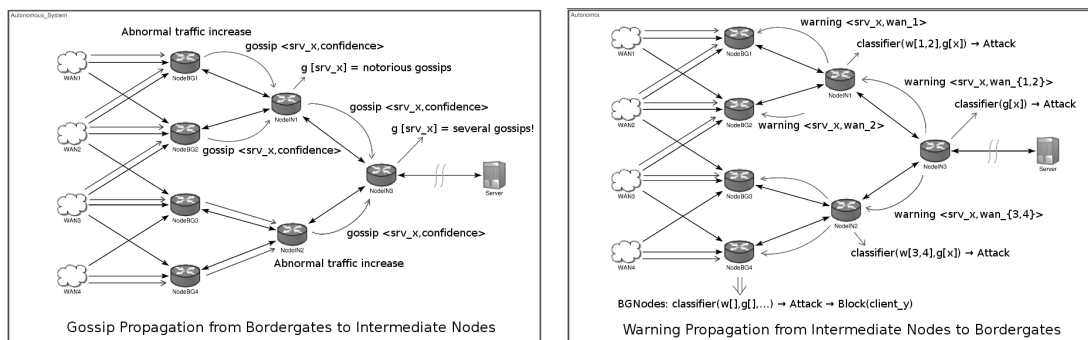 Autonomous_System
Abnormal traffic increase
gossip <srv_x,confidence>
g [srv_x] = notorious gossips
WAN1
NodeBG1
gossip <srv_x,confidence>
NodeIN1
g [srv_x] = several gossips!
WAN2
NodeBG2
gossip <srv_x,confidence>
NodeIN3
Server
WAN3
NodeBG3
gossip <srv_x,confidence>
NodeIN2
Abnormal traffic increase
WAN4
NodeBG4
Gossip Propagation from Bordergates to Intermediate Nodes
Autonomou
warning <srv_x,wan_1>
classifier(w[1,2],g[x]) → Attack
WAN1
NodeBG1
warning <srv_x,wan_{1,2}>
NodeIN1
classifier(g[x]) → Attack
WAN2
NodeBG2
warning <srv_x,wan_2>
NodeIN3
Server
WAN3
NodeBG3
warning <srv_x,wan_{3,4}>
NodeIN2
classifier(w[3,4],g[x]) → Attack
WAN4
NodeBG4
BGNodes: classifier(w[],g[],...) → Attack → Block(client_y)
Warning Propagation from Intermediate Nodes to Bordergates